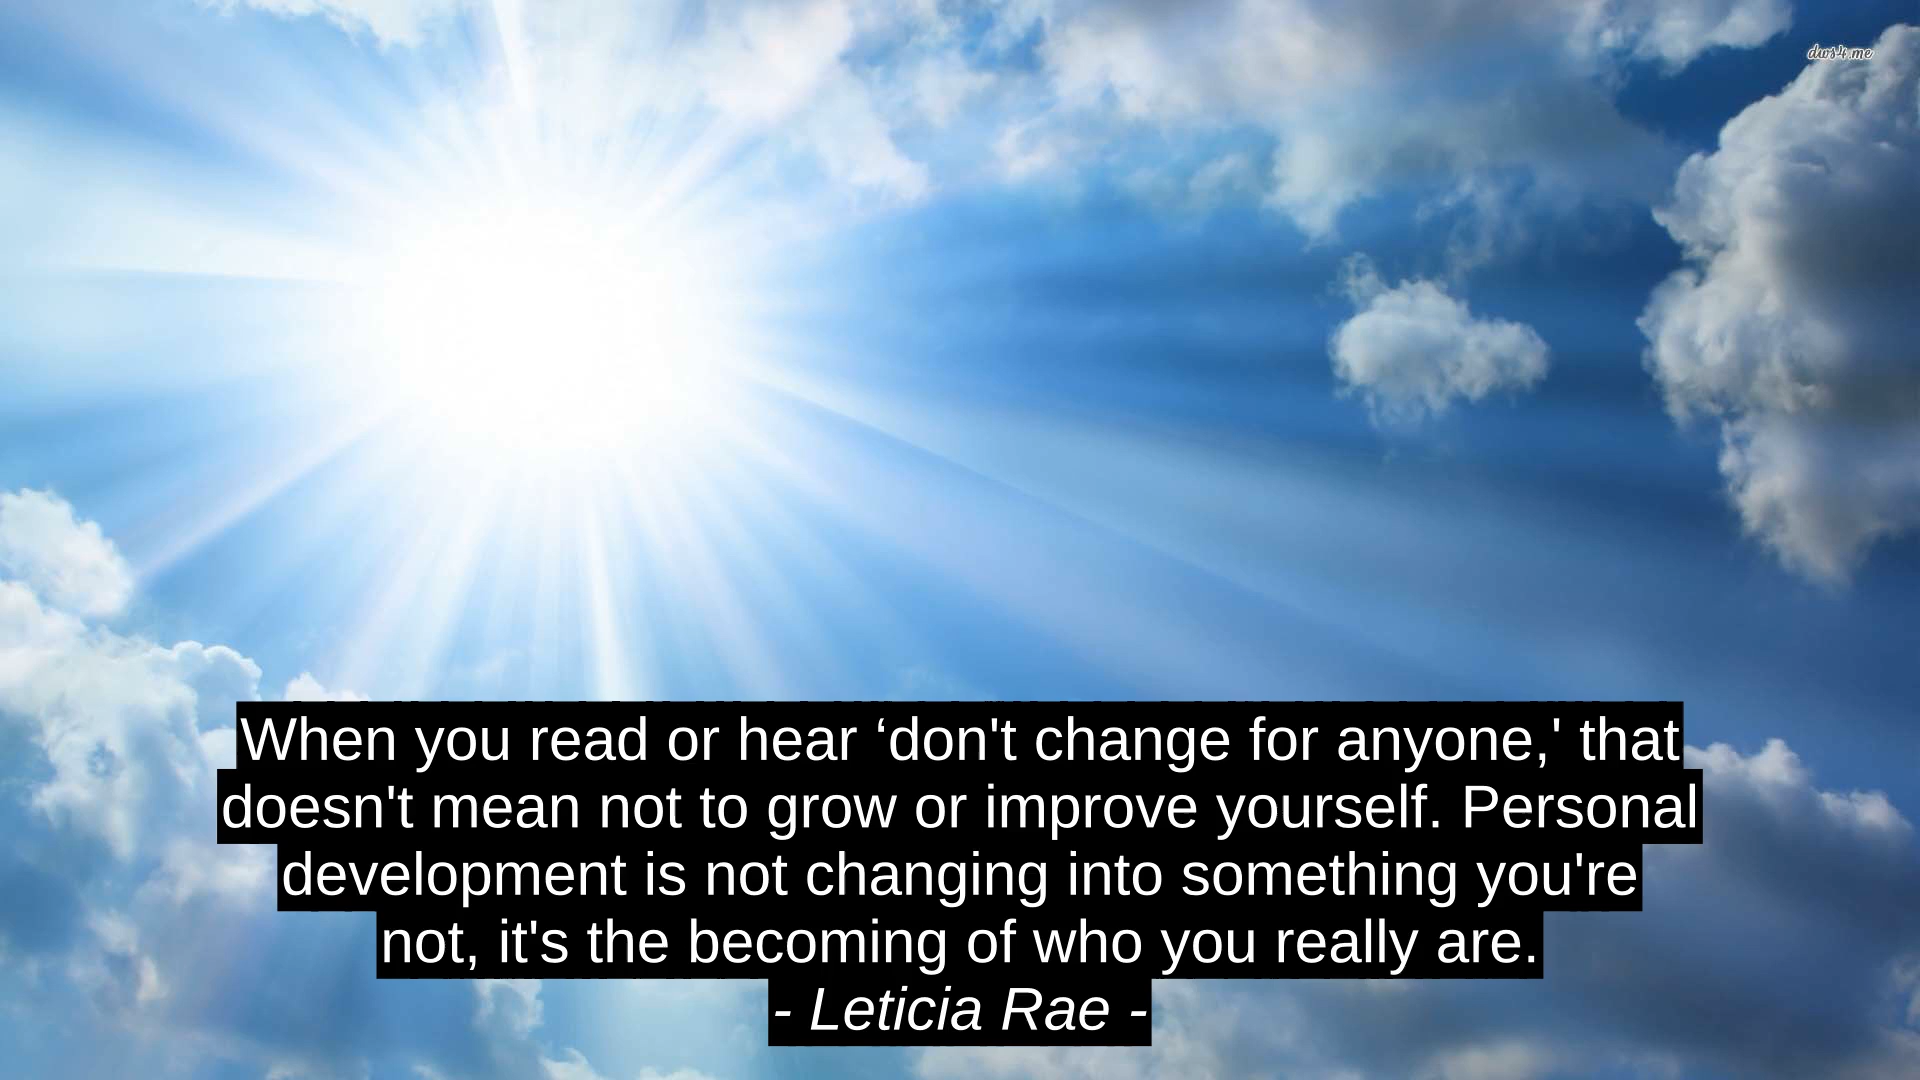 dws4.me
When you read or hear ‘don't change for anyone,' that
doesn't mean not to grow or improve yourself. Personal
development is not changing into something you're
not, it's the becoming of who you really are.
- Leticia Rae -